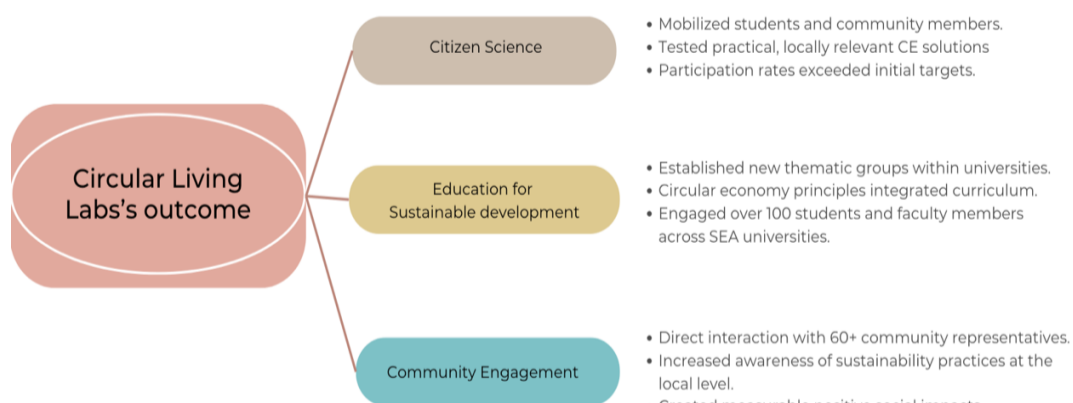 Circular Living
Labs's outcome
Citizen Science
• Mobilized students and community members.
• Tested practical, locally relevant CE solutions
• Participation rates exceeded initial targets.
Education for
Sustainable development
• Established new thematic groups within universities.
• Circular economy principles integrated curriculum.
• Engaged over 100 students and faculty members
across SEA universities.
Community Engagement
• Direct interaction with 60+ community representatives.
• Increased awareness of sustainability practices at the
local level.